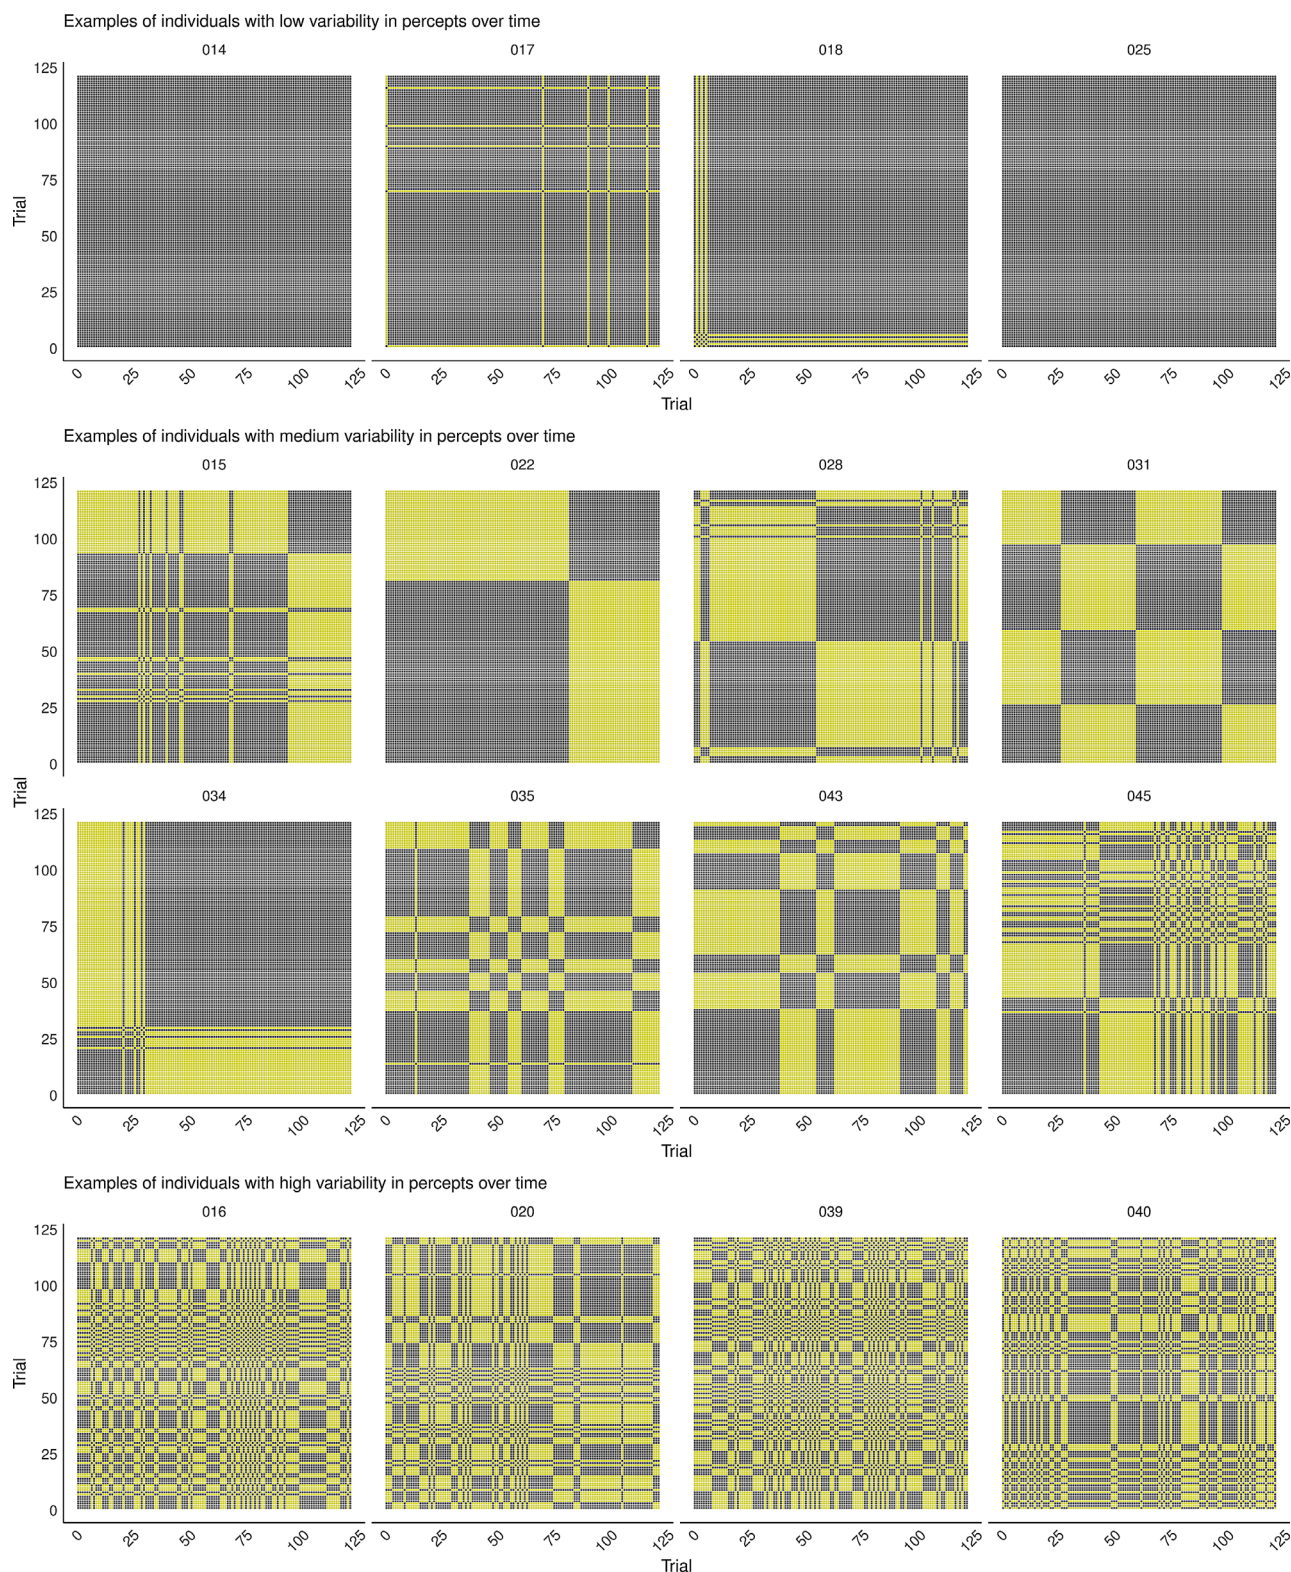 Examples of individuals with low variability in percepts over time
014 017 018 025
125
100
75
50
25
0
Trial
0 25 50 75 100 125 0 25 50 75 100 125 0 25 50 75 100 125 0 25 50 75 100 125
Trial
Examples of individuals with medium variability in percepts over time
015 022 028 031
125
100
75
50
25
0
Trial
034 035 043 045
125
100
75
50
25
0
0 25 50 75 100 125 0 25 50 75 100 125 0 25 50 75 100 125 0 25 50 75 100 125
Trial
Examples of individuals with high variability in percepts over time
016 020 039 040
125
100
75
50
25
0
Trial
0 25 50 75 100 125 0 25 50 75 100 125 0 25 50 75 100 125 0 25 50 75 100 125
Trial